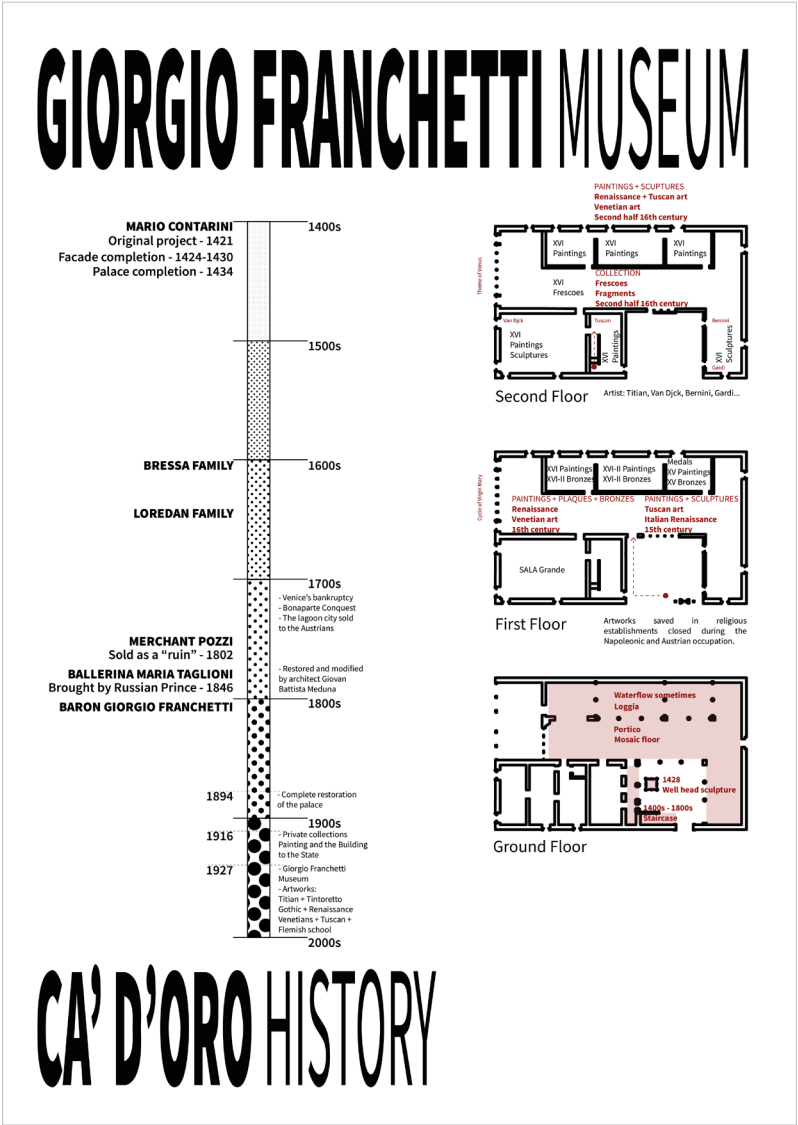 GIORGIO FRANCHETTI MUSEUM
MARIO CONTARINI
Original project - 1421
Facade completion - 1424-1430
Palace completion - 1434
1400s
1500s
BRESSA FAMILY
1600s
LOREDAN FAMILY
1700s
- Venice's bankruptcy
- Bonaparte Conquest
- The lagoon city sold
to the Austrians
MERCHANT POZZI
Sold as a “ruin” - 1802
BALLERINA MARIA TAGLIONI
Brought by Russian Prince - 1846
- Restored and modified
by architect Giovan
Battista Meduna
BARON GIORGIO FRANCHETTI
1800s
1894
- Complete restoration
of the palace
1900s
1916
- Private collections
Painting and the Building
to the State
1927
- Giorgio Franchetti
Museum
- Artworks:
Titian + Tintoretto
Gothic + Renaissance
Venetians + Tuscan +
Flemish school
2000s
PAINTINGS + SCUPTURES
Renaissance + Tuscan art
Venetian art
Second half 16th century
XVI
Paintings
XVI
Paintings
XVI
Paintings
Theme of Venus
XVI
Frescoes
COLLECTION
Frescoes
Fragments
Second half 16th century
Van Djck
XVI
Paintings
Sculptures
Tuscan
XVI
Paintings
Bernini
XVI
Sculptures
Gardi
Second Floor
Artist: Titian, Van Djck, Bernini, Gardi...
XVI Paintings
XVI-II Bronzes
XVI-II Paintings
XVI-II Bronzes
Medals
XV Paintings
XV Bronzes
Cycle of Virgin Mary
PAINTINGS + PLAQUES + BRONZES
Renaissance
Venetian art
16th century
PAINTINGS + SCULPTURES
Tuscan art
Italian Renaissance
15th century
SALA Grande
First Floor
Artworks saved in religious
establishments closed during the
Napoleonic and Austrian occupation.
Waterflow sometimes
Loggia
Portico
Mosaic floor
1428
Well head sculpture
1400s - 1800s
Staircase
Ground Floor
CA’ D’ORO HISTORY